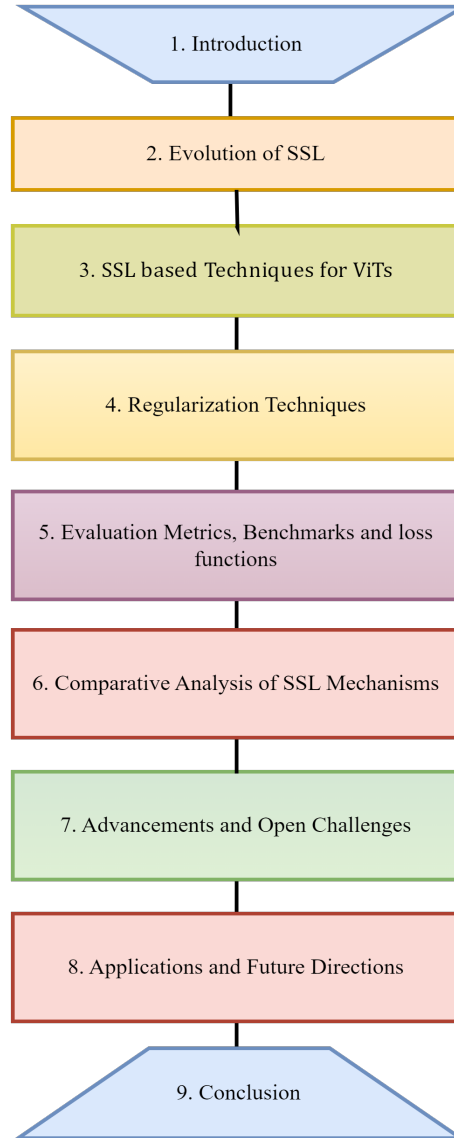 1. Introduction
2. Evolution of SSL
3. SSL based Techniques for ViTs
4. Regularization Techniques
5. Evaluation Metrics, Benchmarks and loss
functions
6. Comparative Analysis of SSL Mechanisms
7. Advancements and Open Challenges
8. Applications and Future Directions
9. Conclusion